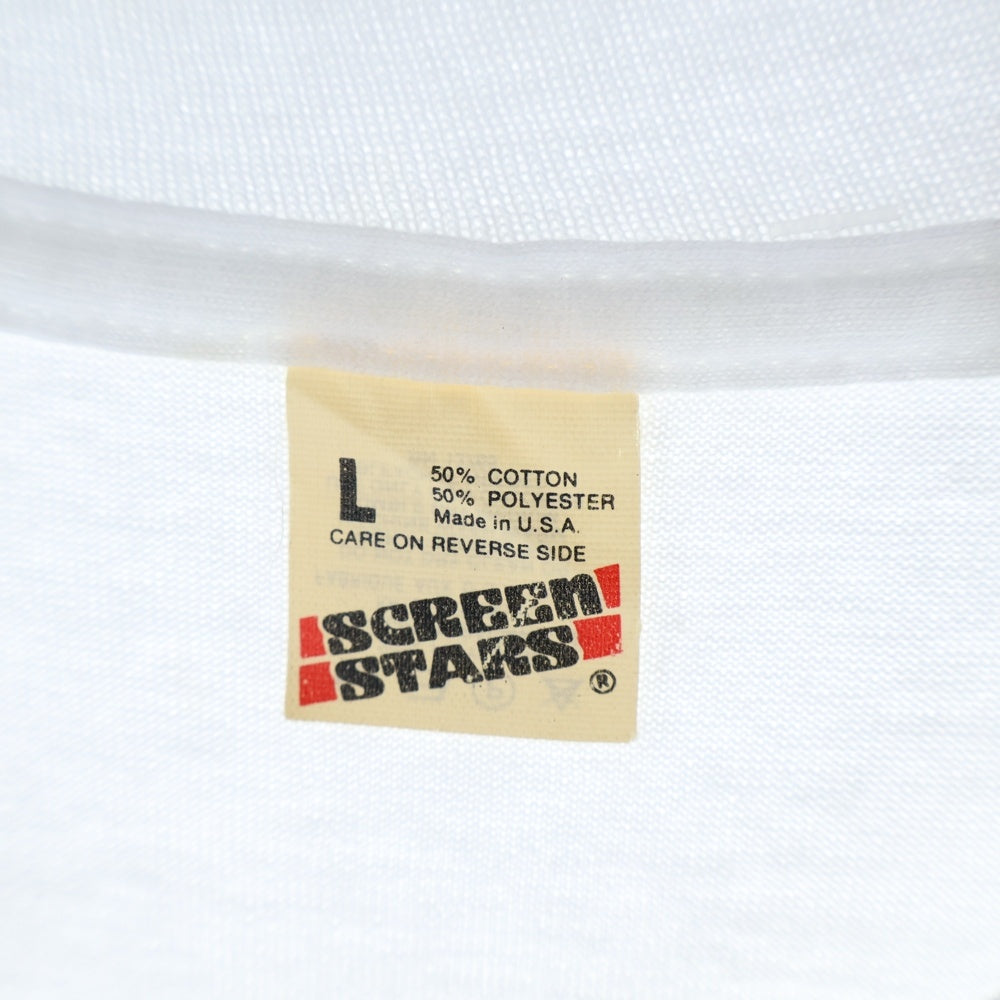 L
50% COTTON
50% POLYESTER
Made in U.S.A.
CARE ON REVERSE SIDE
SCREEN
STARS ®